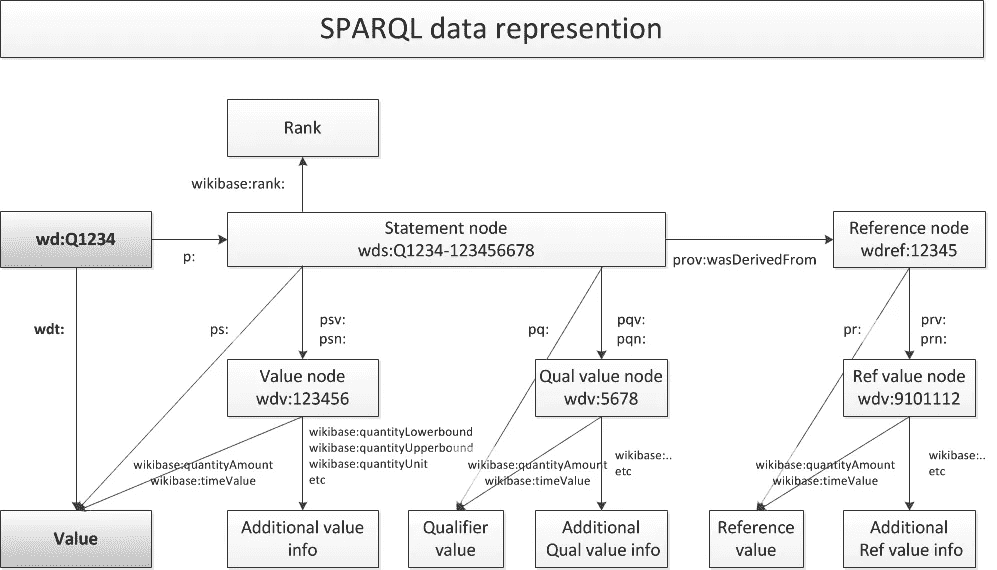 SPARQL data represention
Rank
wikibase:rank:
wd:Q1234
p:
Statement node
wds:Q1234-123456678
prov:wasDerivedFrom
Reference node
wdref:12345
wdt:
ps:
psv:
psn:
pq:
pqv:
pqn:
pr:
prv:
prn:
Value node
wdv:123456
Qual value node
wdv:5678
Ref value node
wdv:9101112
wikibase:quantityLowerbound
wikibase:quantityUpperbound
wikibase:quantityUnit
etc
wikibase:quantityAmount
wikibase:timeValue
wikibase:quantityAmount
wikibase:timeValue
wikibase:..
etc
wikibase:quantityAmount
wikibase:timeValue
wikibase:..
etc
Value
Additional value
info
Qualifier
value
Additional
Qual value info
Reference
value
Additional
Ref value info